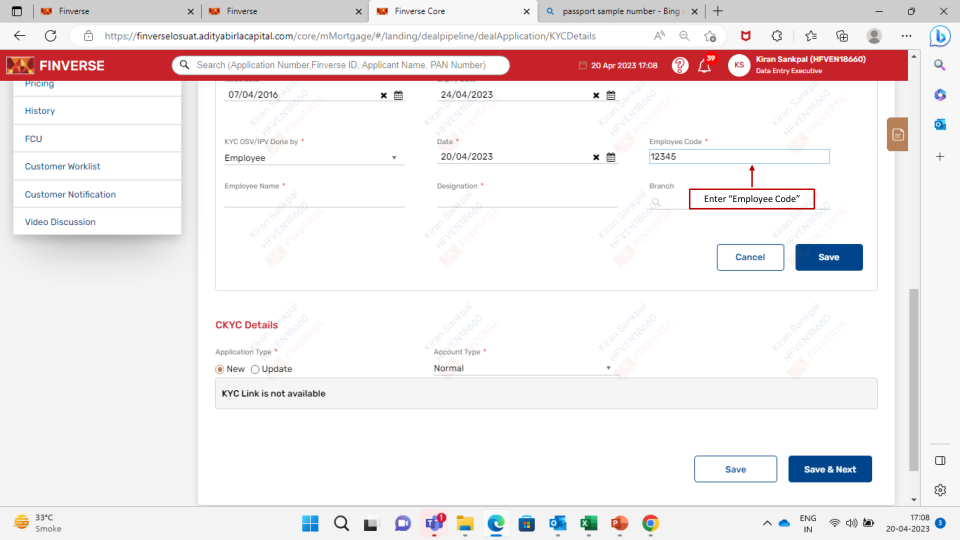 Finverse
Finverse
Finverse Core
passport sample number - Bing
https://finverselosuat.adityabirlacapital.com/core/mMortgage/#/landing/dealpipeline/dealApplication/KYCDetails
FINVERSE
Search (Application Number,Finverse ID, Applicant Name, PAN Number)
20 Apr 2023 17:08
39
KS
Kiran Sankpal (HFVEN18660)
Data Entry Executive
Pricing
History
FCU
Customer Worklist
Customer Notification
Video Discussion
07/04/2016
24/04/2023
KYC OSV/IPV Done by *
Date *
Employee Code *
Employee
20/04/2023
12345
Employee Name *
Designation *
Branch
Enter “Employee Code”
Cancel
Save
CKYC Details
Application Type *
Account Type *
New
Update
Normal
KYC Link is not available
Save
Save & Next
Kiran Sankpal
HFVEN18660
FINVERSE
33°C
Smoke
ENG
IN
17:08
20-04-2023
3